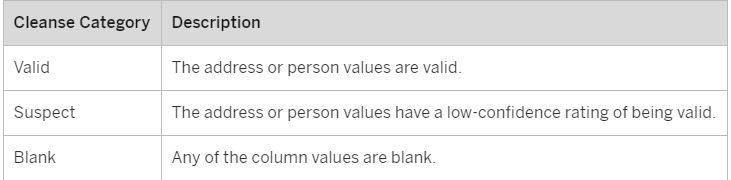 Cleanse Category Description
Valid The address or person values are valid.
Suspect The address or person values have a low-confidence rating of being valid.
Blank Any of the column values are blank.